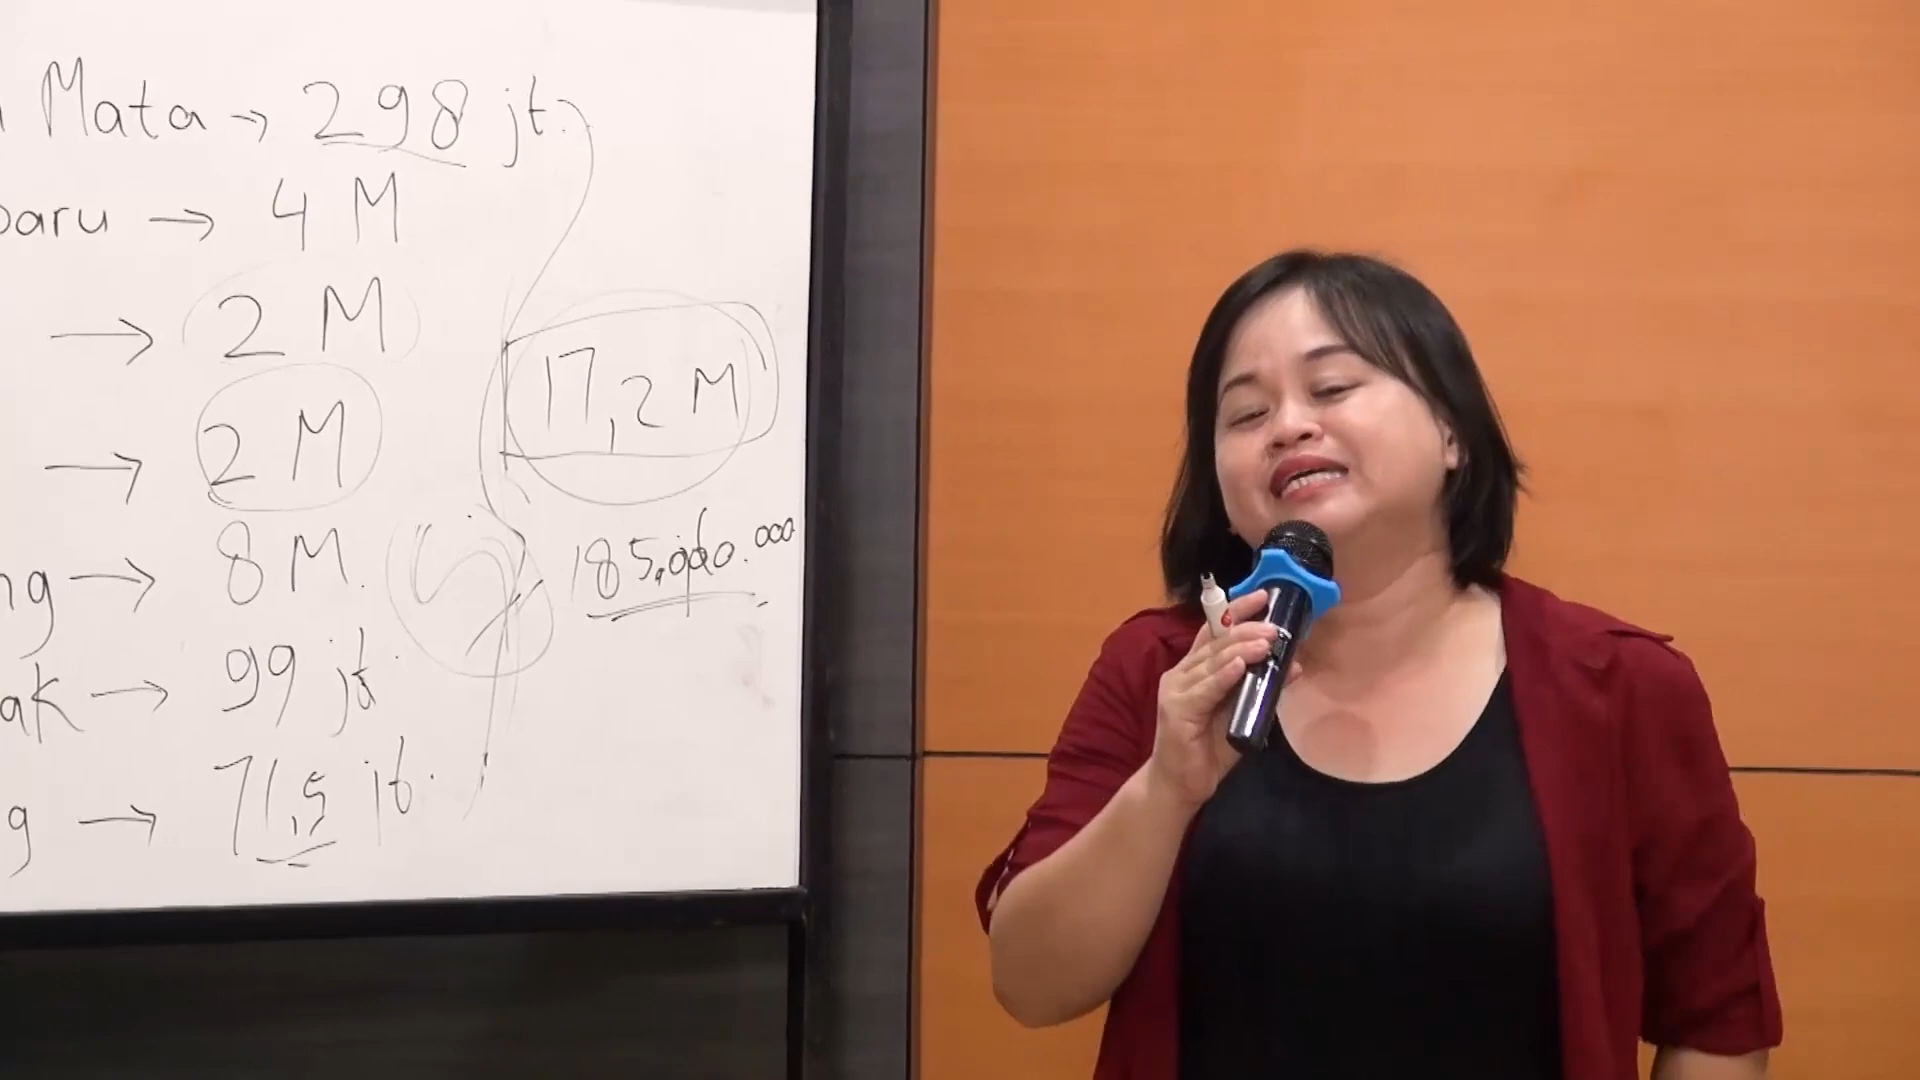 Mata → 298 jt.
baru → 4 M
→ 2 M
→ 2 M
17,2 M
ng → 8 M.
185.000.000
ak → 99 jt.
g → 71,5 jt.